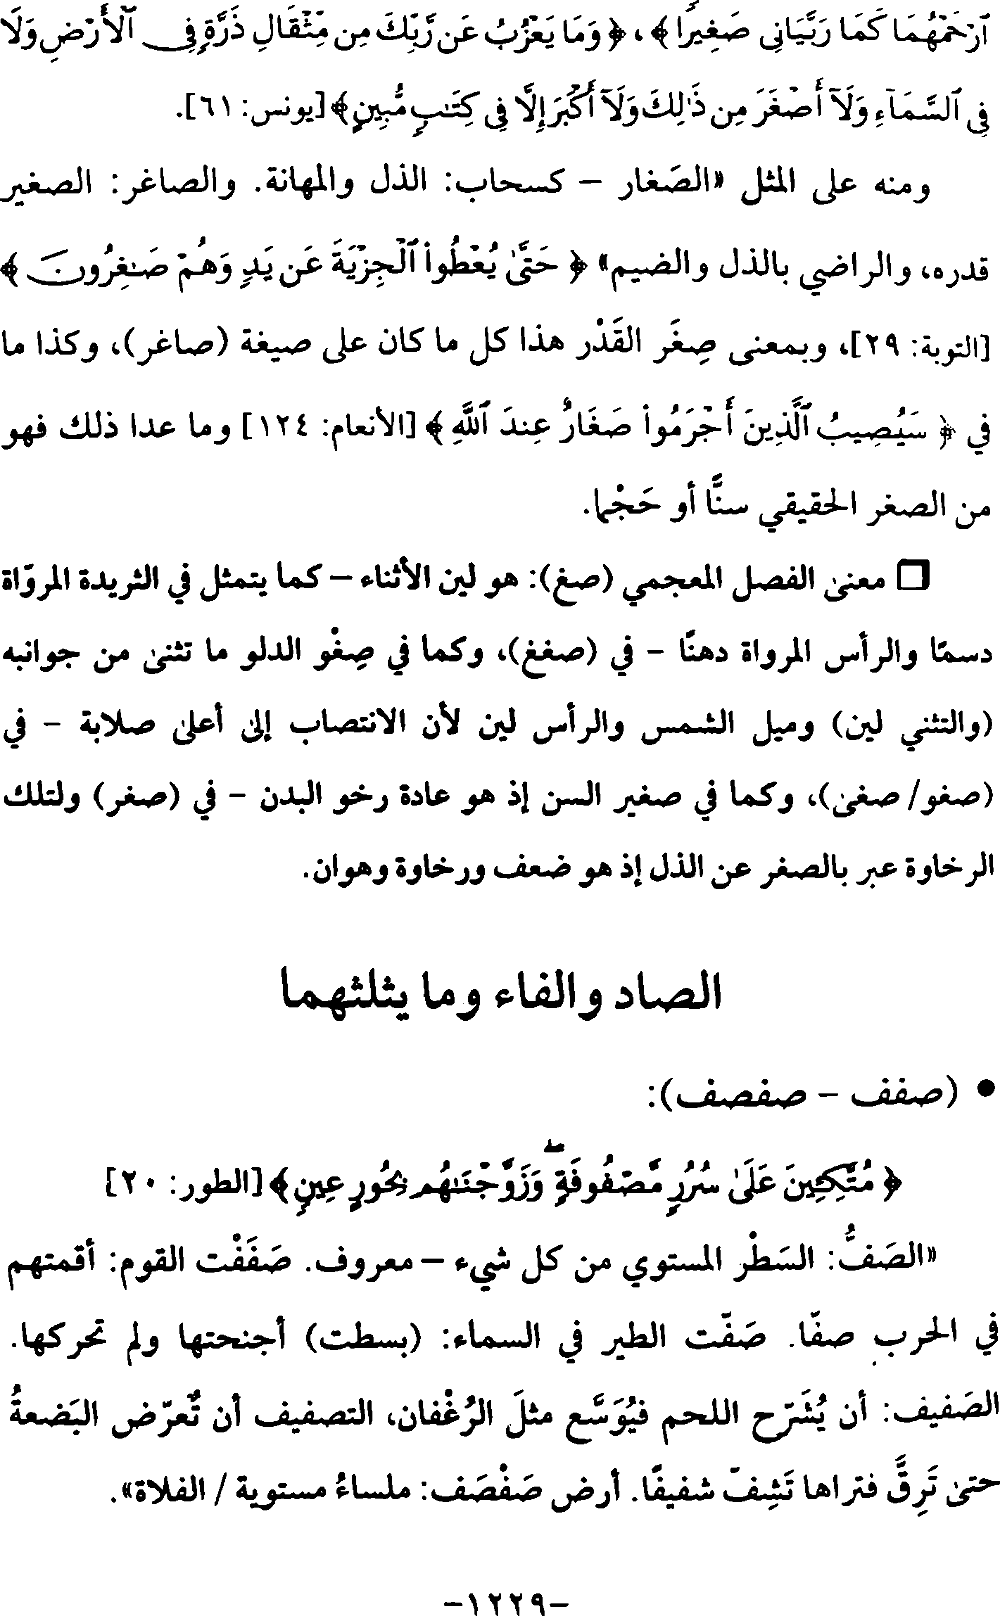 ٱرْحَمْهُمَا كَمَا رَبَّيَانِى صَغِيرًا ﴾، ﴿ وَمَا يَعْزُبُ عَن رَّبِّكَ مِن مِّثْقَالِ ذَرَّةٍ فِى ٱلْأَرْضِ وَلَا
فِى ٱلسَّمَآءِ وَلَآ أَصْغَرَ مِن ذَٰلِكَ وَلَآ أَكْبَرَ إِلَّا فِى كِتَٰبٍ مُّبِينٍ﴾ [يونس: ٦١].
ومنه على المثل «الصَغار – كسحاب: الذل والمهانة. والصاغر: الصغير
قدره، والراضي بالذل والضيم» ﴿ حَتَّىٰ يُعْطُوا۟ ٱلْجِزْيَةَ عَن يَدٍ وَهُمْ صَٰغِرُونَ ﴾
[التوبة: ٢٩]، وبمعنى صِغَر القَدْر هذا كل ما كان على صيغة (صاغر)، وكذا ما
في ﴿ سَيُصِيبُ ٱلَّذِينَ أَجْرَمُوا۟ صَغَارٌ عِندَ ٱللَّهِ ﴾ [الأنعام: ١٢٤] وما عدا ذلك فهو
من الصغر الحقيقي سنًّا أو حَجْما.
❒ معنى الفصل المعجمي (صغ): هو لين الأثناء – كما يتمثل في الثريدة المروّاة
دسمًا والرأس المرواة دهنًا – في (صغغ)، وكما في صِغْو الدلو ما تثنى من جوانبه
(والتثني لين) وميل الشمس والرأس لين لأن الانتصاب إلى أعلى صلابة – في
(صغو/ صغى)، وكما في صغير السن إذ هو عادة رخو البدن – في (صغر) ولتلك
الرخاوة عبر بالصغر عن الذل إذ هو ضعف ورخاوة وهوان.
الصاد والفاء وما يثلثهما
• (صفف – صفصف):
﴿ مُتَّكِـِٔينَ عَلَىٰ سُرُرٍ مَّصْفُوفَةٍ ۖ وَزَوَّجْنَٰهُم بِحُورٍ عِينٍ﴾ [الطور: ٢٠]
«الصَفُّ: السَطْر المستوي من كل شيء – معروف. صَفَفْت القوم: أقمتهم
في الحرب صفّا. صَفّت الطير في السماء: (بسطت) أجنحتها ولم تحركها.
الصَفيف: أن يُشَرّح اللحم فيُوَسَّع مثلَ الرُغْفان، التصفيف أن تُعرّض البَضعةُ
حتى تَرِقَّ فتراها تَشِفّ شفيفًا. أرض صَفْصَف: ملساءُ مستوية / الفلاة».
-١٢٢٩-